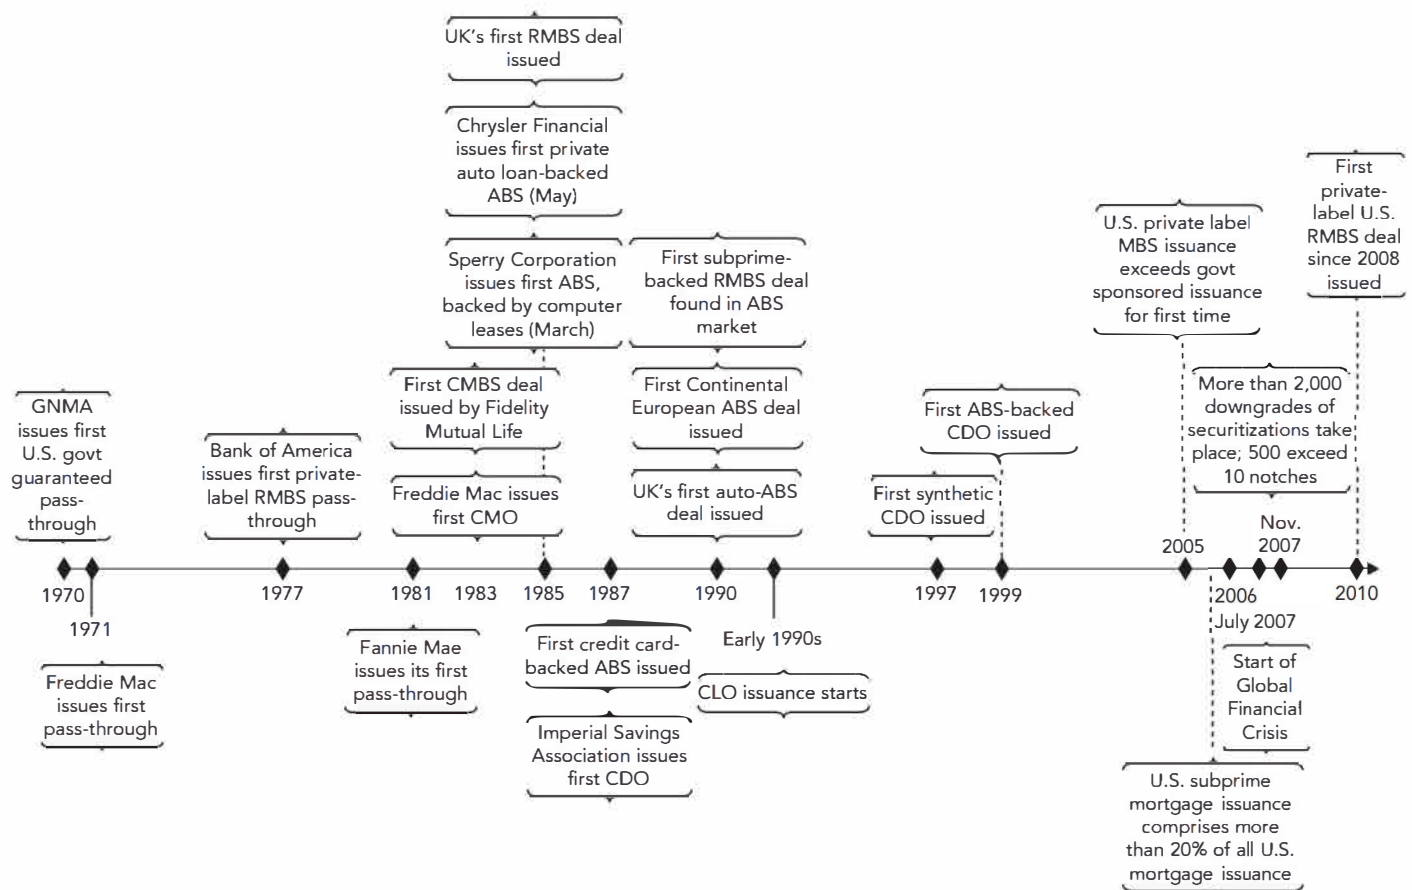 UK's first RMBS deal
issued
Chrysler Financial
issues first private
auto loan-backed
ABS (May)
Sperry Corporation
issues first ABS,
backed by computer
leases (March)
First subprime-
backed RMBS deal
found in ABS
market
U.S. private label
MBS issuance
exceeds govt
sponsored issuance
for first time
First
private-
label U.S.
RMBS deal
since 2008
issued
GNMA
issues first
U.S. govt
guaranteed
pass-
through
Bank of America
issues first private-
label RMBS pass-
through
First CMBS deal
issued by Fidelity
Mutual Life
Freddie Mac issues
first CMO
First Continental
European ABS deal
issued
UK's first auto-ABS
deal issued
First synthetic
CDO issued
First ABS-backed
CDO issued
More than 2,000
downgrades of
securitizations take
place; 500 exceed
10 notches
Nov.
2007
2005
1970
1971
1977
1981
1983
1985
1987
1990
Early 1990s
1997
1999
2006
July 2007
2010
Freddie Mac
issues first
pass-through
Fannie Mae
issues its first
pass-through
First credit card-
backed ABS issued
Imperial Savings
Association issues
first CDO
CLO issuance starts
Start of
Global
Financial
Crisis
U.S. subprime
mortgage issuance
comprises more
than 20% of all U.S.
mortgage issuance